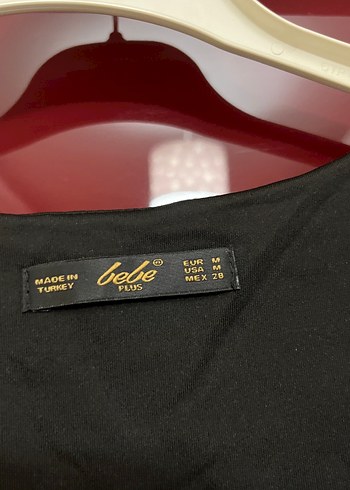 MADE IN
TURKEY
bebe®
PLUS
EUR M
USA M
MEX 28